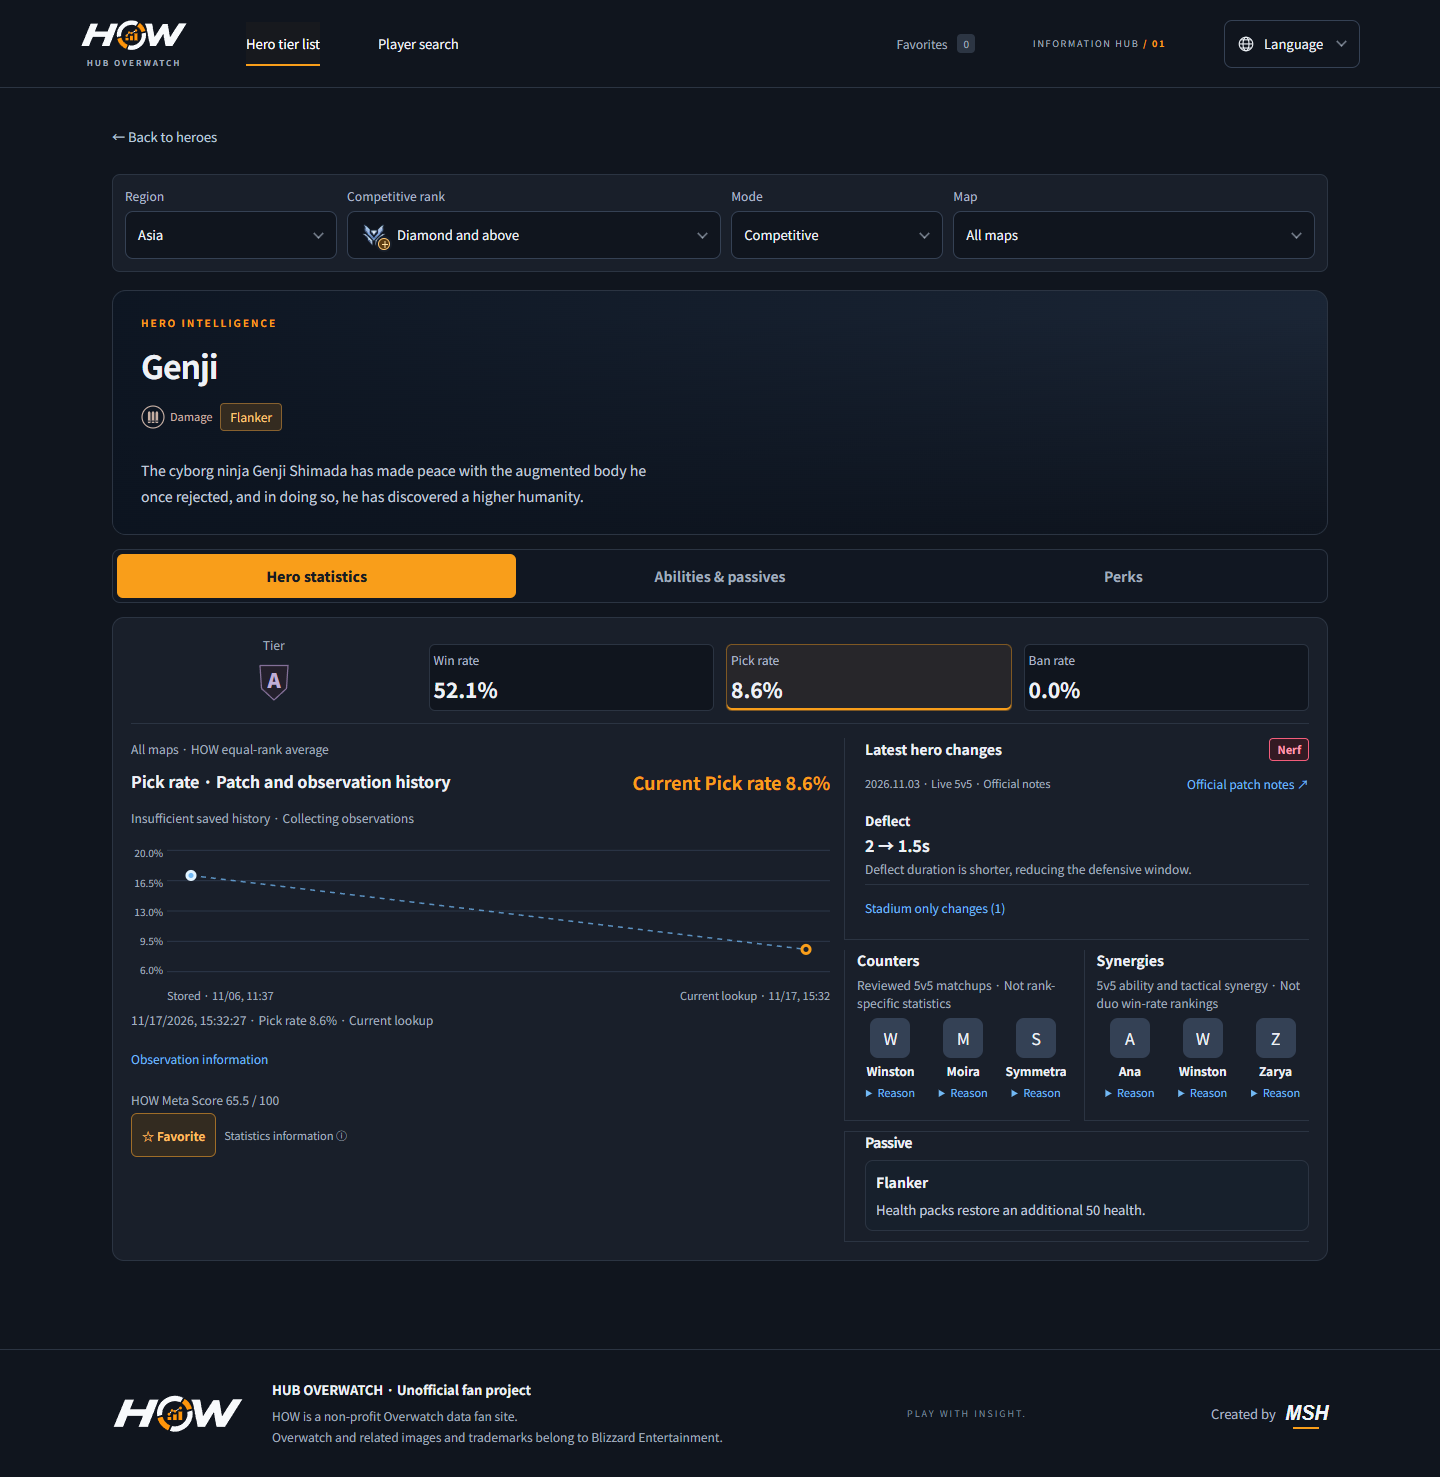 HOW
HUB OVERWATCH
Hero tier list
Player search
Favorites 0
INFORMATION HUB / 01
Language
← Back to heroes
Region
Competitive rank
Mode
Map
Asia
Diamond and above
Competitive
All maps
HERO INTELLIGENCE
Genji
Damage
Flanker
The cyborg ninja Genji Shimada has made peace with the augmented body he
once rejected, and in doing so, he has discovered a higher humanity.
Hero statistics
Abilities & passives
Perks
Tier
A
Win rate
52.1%
Pick rate
8.6%
Ban rate
0.0%
All maps · HOW equal-rank average
Pick rate · Patch and observation history
Current Pick rate 8.6%
Insufficient saved history · Collecting observations
20.0%
16.5%
13.0%
9.5%
6.0%
Stored · 11/06, 11:37
Current lookup · 11/17, 15:32
11/17/2026, 15:32:27 · Pick rate 8.6% · Current lookup
Observation information
HOW Meta Score 65.5 / 100
☆ Favorite
Statistics information ⓘ
Latest hero changes
Nerf
2026.11.03 · Live 5v5 · Official notes
Official patch notes ↗
Deflect
2 → 1.5s
Deflect duration is shorter, reducing the defensive window.
Stadium only changes (1)
Counters
Reviewed 5v5 matchups · Not rank-
specific statistics
W
M
S
Winston
Moira
Symmetra
▶ Reason
▶ Reason
▶ Reason
Synergies
5v5 ability and tactical synergy · Not
duo win-rate rankings
A
W
Z
Ana
Winston
Zarya
▶ Reason
▶ Reason
▶ Reason
Passive
Flanker
Health packs restore an additional 50 health.
HOW
HUB OVERWATCH · Unofficial fan project
HOW is a non-profit Overwatch data fan site.
Overwatch and related images and trademarks belong to Blizzard Entertainment.
PLAY WITH INSIGHT.
Created by MSH